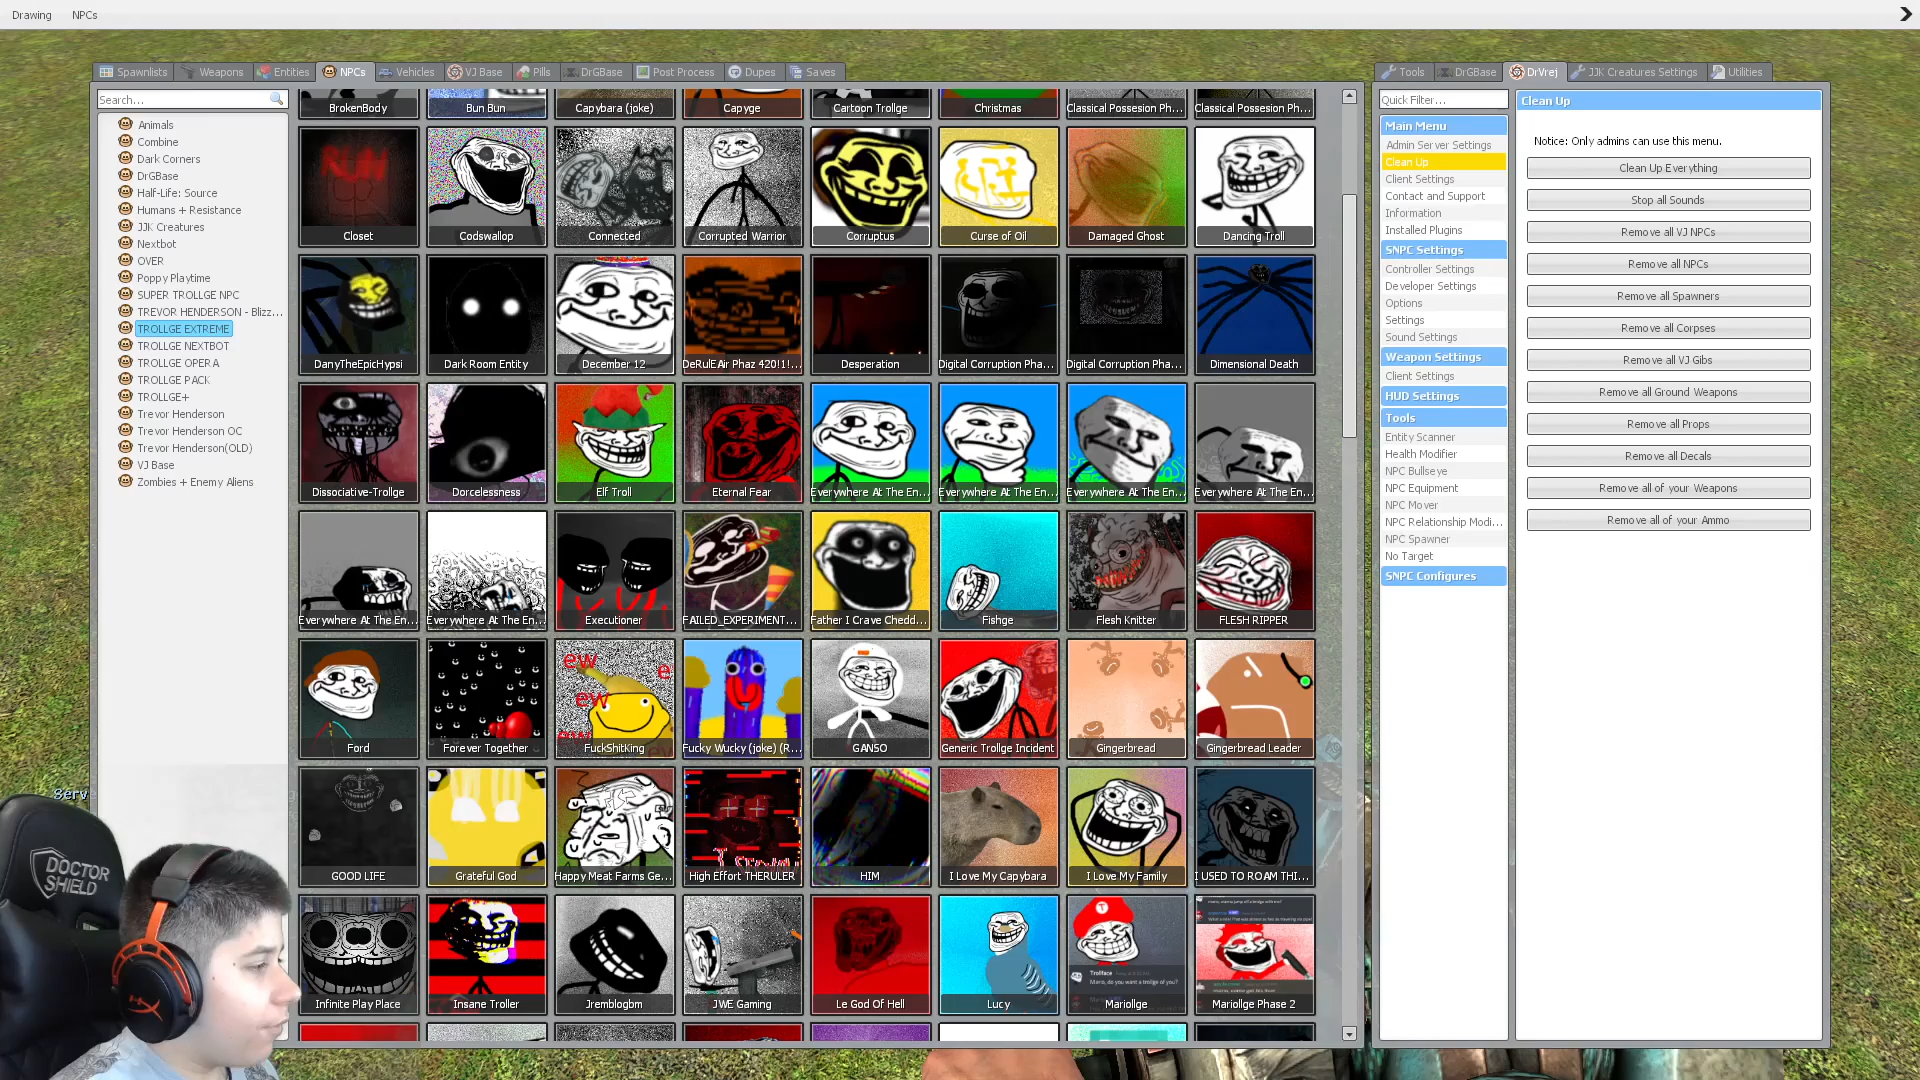 Drawing NPCs
Spawnlists Weapons Entities NPCs Vehicles VJ Base Pills DrGBase Post Process Dupes Saves
Tools DrGBase DrVrej JJK Creatures Settings Utilities
Search...
Animals
Combine
Dark Corners
DrGBase
Half-Life: Source
Humans + Resistance
JJK Creatures
Nextbot
OVER
Poppy Playtime
SUPER TROLLGE NPC
TREVOR HENDERSON - Blizz...
TROLLGE EXTREME
TROLLGE NEXTBOT
TROLLGE OPERA
TROLLGE PACK
TROLLGE+
Trevor Henderson
Trevor Henderson OC
Trevor Henderson(OLD)
VJ Base
Zombies + Enemy Aliens
BrokenBody Bun Bun Capybara (joke) Capyge Cartoon Trollge Christmas Classical Possesion Ph... Classical Possesion Ph...
Closet Codswallop Connected Corrupted Warrior Corruptus Curse of Oil Damaged Ghost Dancing Troll
DanyTheEpicHypsi Dark Room Entity December 12 DeRulEAir Phaz 420!1!... Desperation Digital Corruption Pha... Digital Corruption Pha... Dimensional Death
Dissociative-Trollge Dorcelessness Elf Troll Eternal Fear Everywhere At The En... Everywhere At The En... Everywhere At The En... Everywhere At The En...
Everywhere At The En... Everywhere At The En... Executioner FAILED_EXPERIMENT... Father I Crave Chedd... Fishge Flesh Knitter FLESH RIPPER
ew
ew
Ford Forever Together FuckShitKing Fucky Wucky (joke) (R... GANSO Generic Trollge Incident Gingerbread Gingerbread Leader
GOOD LIFE Grateful God Happy Meat Farms Ge... High Effort THERULER HIM I Love My Capybara I Love My Family I USED TO ROAM THI...
Trollface
Mario, do you want a trollge of you?
Infinite Play Place Insane Troller Jremblogbm JWE Gaming Le God Of Hell Lucy Mariollge Mariollge Phase 2
Serv
DOCTOR
SHIELD
Quick Filter...
Main Menu
Admin Server Settings
Clean Up
Client Settings
Contact and Support
Information
Installed Plugins
SNPC Settings
Controller Settings
Developer Settings
Options
Settings
Sound Settings
Weapon Settings
Client Settings
HUD Settings
Tools
Entity Scanner
Health Modifier
NPC Bullseye
NPC Equipment
NPC Mover
NPC Relationship Modi...
NPC Spawner
No Target
SNPC Configures
Clean Up
Notice: Only admins can use this menu.
Clean Up Everything
Stop all Sounds
Remove all VJ NPCs
Remove all NPCs
Remove all Spawners
Remove all Corpses
Remove all VJ Gibs
Remove all Ground Weapons
Remove all Props
Remove all Decals
Remove all of your Weapons
Remove all of your Ammo